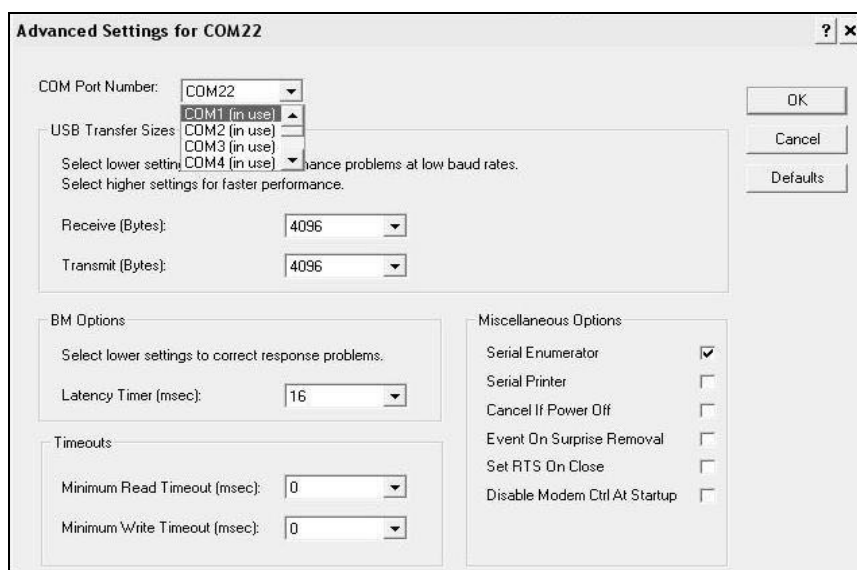 Advanced Settings for COM22
? ×
COM Port Number: COM22
COM1 (in use)
COM2 (in use)
COM3 (in use)
COM4 (in use)
OK
Cancel
Defaults
USB Transfer Sizes
Select lower settin mance problems at low baud rates.
Select higher settings for faster performance.
Receive (Bytes): 4096
Transmit (Bytes): 4096
BM Options
Select lower settings to correct response problems.
Latency Timer (msec): 16
Timeouts
Minimum Read Timeout (msec): 0
Minimum Write Timeout (msec): 0
Miscellaneous Options
Serial Enumerator
Serial Printer
Cancel If Power Off
Event On Surprise Removal
Set RTS On Close
Disable Modem Ctrl At Startup